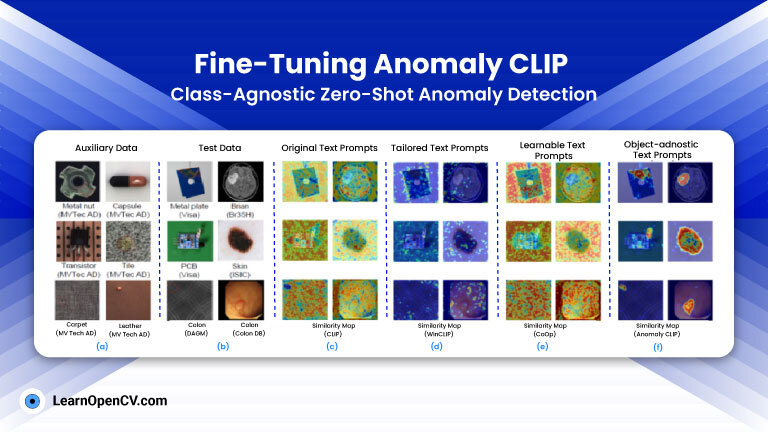 Fine-Tuning Anomaly CLIP
Class-Agnostic Zero-Shot Anomaly Detection
Auxiliary Data
Test Data
Original Text Prompts
Tailored Text Prompts
Learnable Text
Prompts
Object-adnostic
Text Prompts
Metal nut
(MVTec AD)
Capsule
(MVTec AD)
Metal plate
(Visa)
Brian
(Br35H)
Transistor
(MVTec AD)
Tile
(MVTec AD)
PCB
(Visa)
Skin
(ISIC)
Carpet
(MV Tech AD)
Leather
(MV Tech AD)
Colon
(DAGM)
Colon
(Colon DB)
Similarity Map
(CLIP)
Similarity Map
(WinCLIP)
Similarity Map
(CoOp)
Similarity Map
(Anomaly CLIP)
(a)
(b)
(c)
(d)
(e)
(f)
LearnOpenCV.com